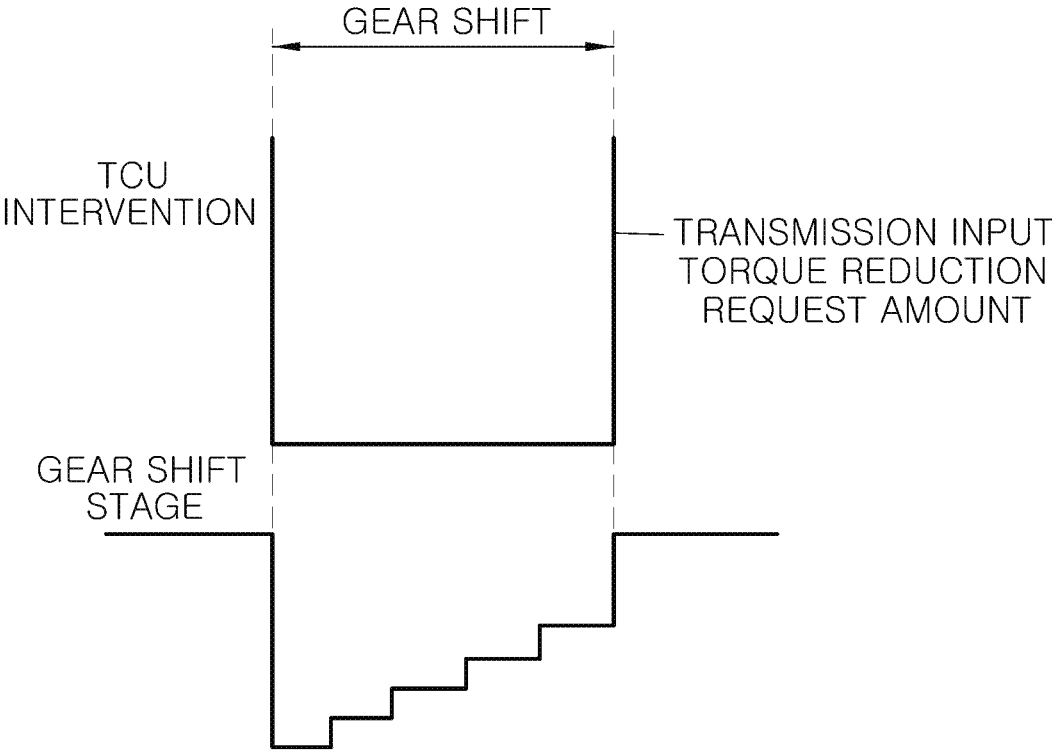 GEAR SHIFT
TCU
INTERVENTION
TRANSMISSION INPUT
TORQUE REDUCTION
REQUEST AMOUNT
GEAR SHIFT
STAGE